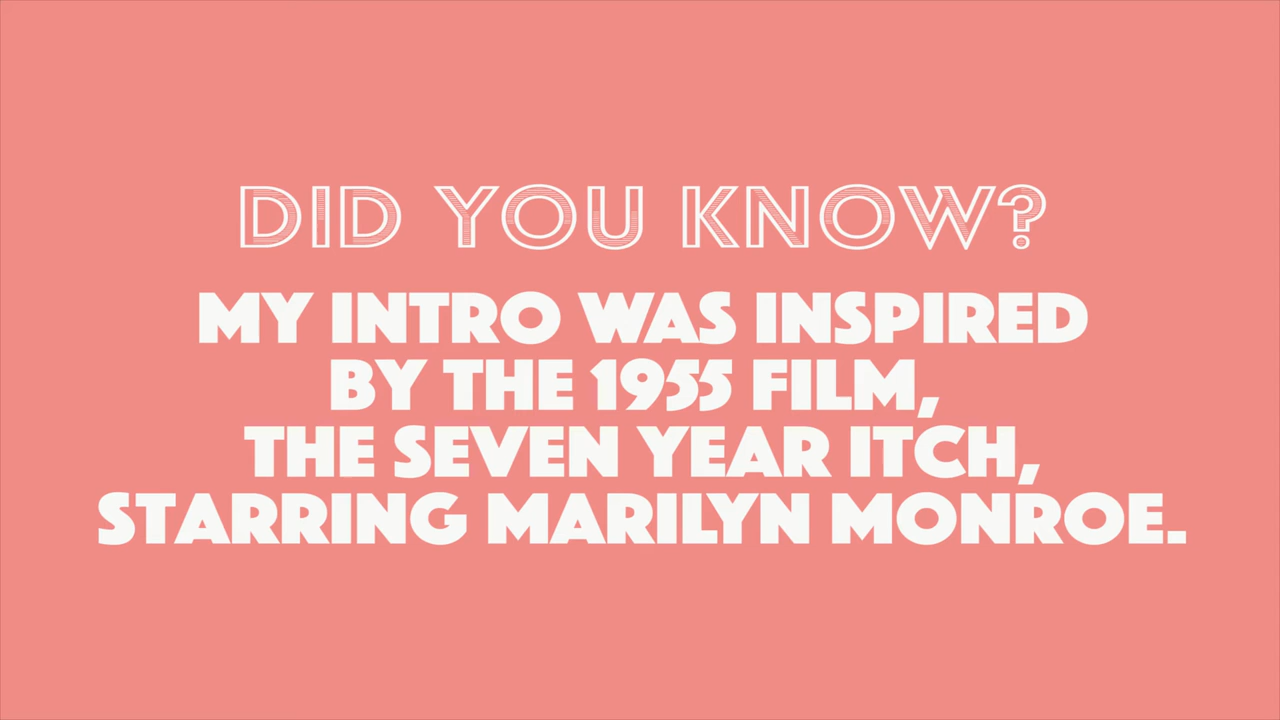 DID YOU KNOW?
MY INTRO WAS INSPIRED
BY THE 1955 FILM,
THE SEVEN YEAR ITCH,
STARRING MARILYN MONROE.